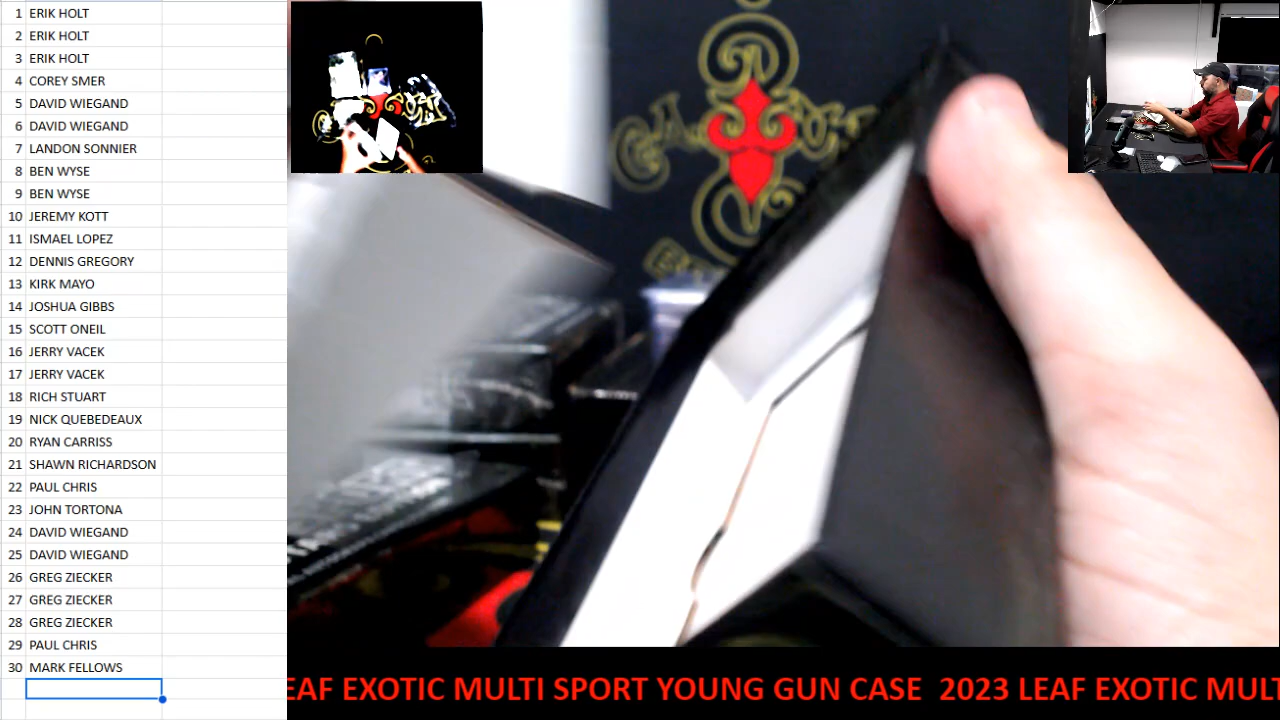 1 ERIK HOLT
2 ERIK HOLT
3 ERIK HOLT
4 COREY SMER
5 DAVID WIEGAND
6 DAVID WIEGAND
7 LANDON SONNIER
8 BEN WYSE
9 BEN WYSE
10 JEREMY KOTT
11 ISMAEL LOPEZ
12 DENNIS GREGORY
13 KIRK MAYO
14 JOSHUA GIBBS
15 SCOTT ONEIL
16 JERRY VACEK
17 JERRY VACEK
18 RICH STUART
19 NICK QUEBEDEAUX
20 RYAN CARRISS
21 SHAWN RICHARDSON
22 PAUL CHRIS
23 JOHN TORTONA
24 DAVID WIEGAND
25 DAVID WIEGAND
26 GREG ZIECKER
27 GREG ZIECKER
28 GREG ZIECKER
29 PAUL CHRIS
30 MARK FELLOWS
EAF EXOTIC MULTI SPORT YOUNG GUN CASE 2023 LEAF EXOTIC MULT